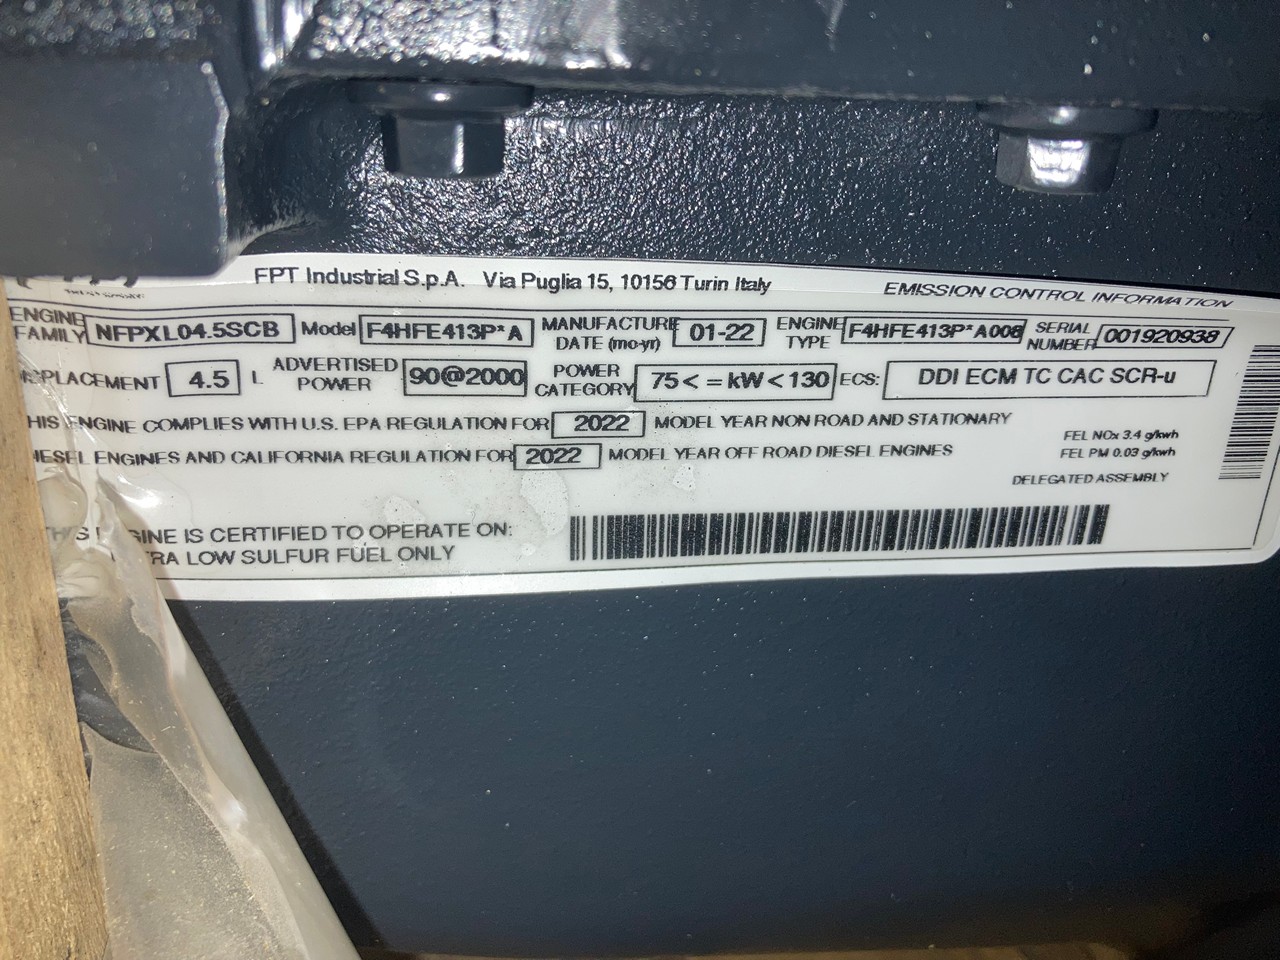 FPT Industrial S.p.A. Via Puglia 15, 10156 Turin Italy EMISSION CONTROL INFORMATION
ENGINE FAMILY NFPXL04.5SCB Model F4HFE413P*A MANUFACTURE DATE (mo-yr) 01-22 ENGINE TYPE F4HFE413P*A008 SERIAL NUMBER 001920938
PLACEMENT 4.5 L ADVERTISED POWER 90@2000 POWER CATEGORY 75< = kW < 130 ECS: DDI ECM TC CAC SCR-u
HIS ENGINE COMPLIES WITH U.S. EPA REGULATION FOR 2022 MODEL YEAR NON ROAD AND STATIONARY
IESEL ENGINES AND CALIFORNIA REGULATION FOR 2022 MODEL YEAR OFF ROAD DIESEL ENGINES
FEL NOx 3.4 g/kwh
FEL PM 0.03 g/kwh
DELEGATED ASSEMBLY
THIS ENGINE IS CERTIFIED TO OPERATE ON:
TRA LOW SULFUR FUEL ONLY